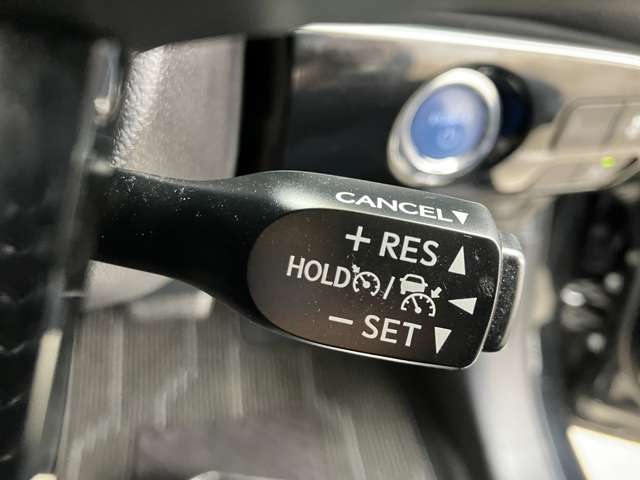 CANCEL▼
+ RES ▲
HOLD / ◀
− SET ▼